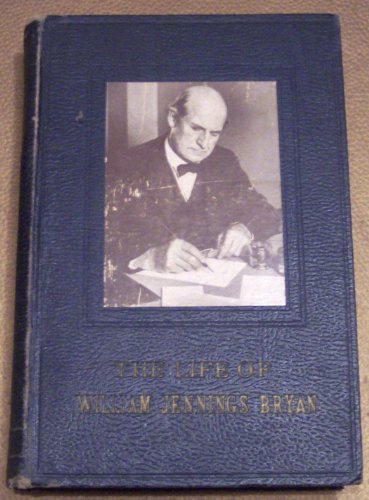 THE LIFE OF
WILLIAM JENNINGS BRYAN